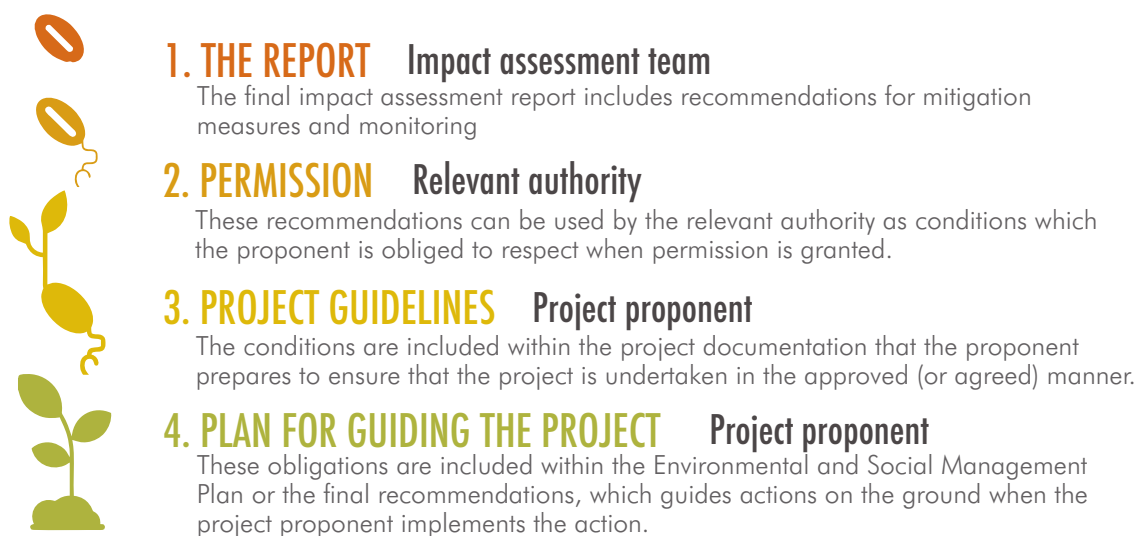 1. THE REPORT Impact assessment team
The final impact assessment report includes recommendations for mitigation
measures and monitoring
2. PERMISSION Relevant authority
These recommendations can be used by the relevant authority as conditions which
the proponent is obliged to respect when permission is granted.
3. PROJECT GUIDELINES Project proponent
The conditions are included within the project documentation that the proponent
prepares to ensure that the project is undertaken in the approved (or agreed) manner.
4. PLAN FOR GUIDING THE PROJECT Project proponent
These obligations are included within the Environmental and Social Management
Plan or the final recommendations, which guides actions on the ground when the
project proponent implements the action.